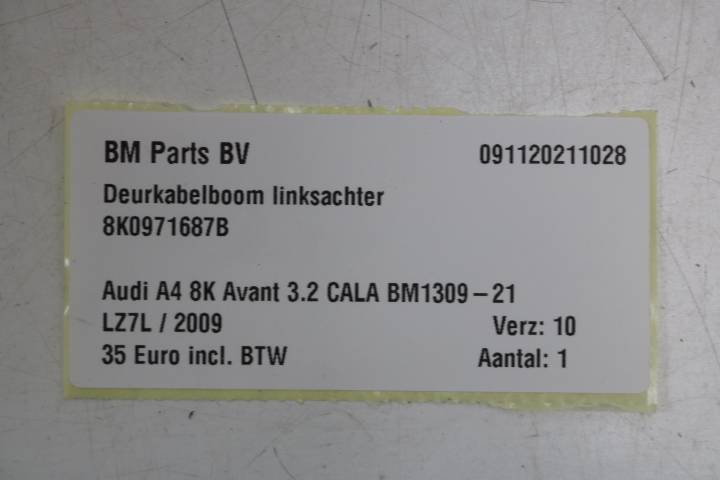 BM Parts BV 091120211028
Deurkabelboom linksachter
8K0971687B
Audi A4 8K Avant 3.2 CALA BM1309-21
LZ7L / 2009 Verz: 10
35 Euro incl. BTW Aantal: 1